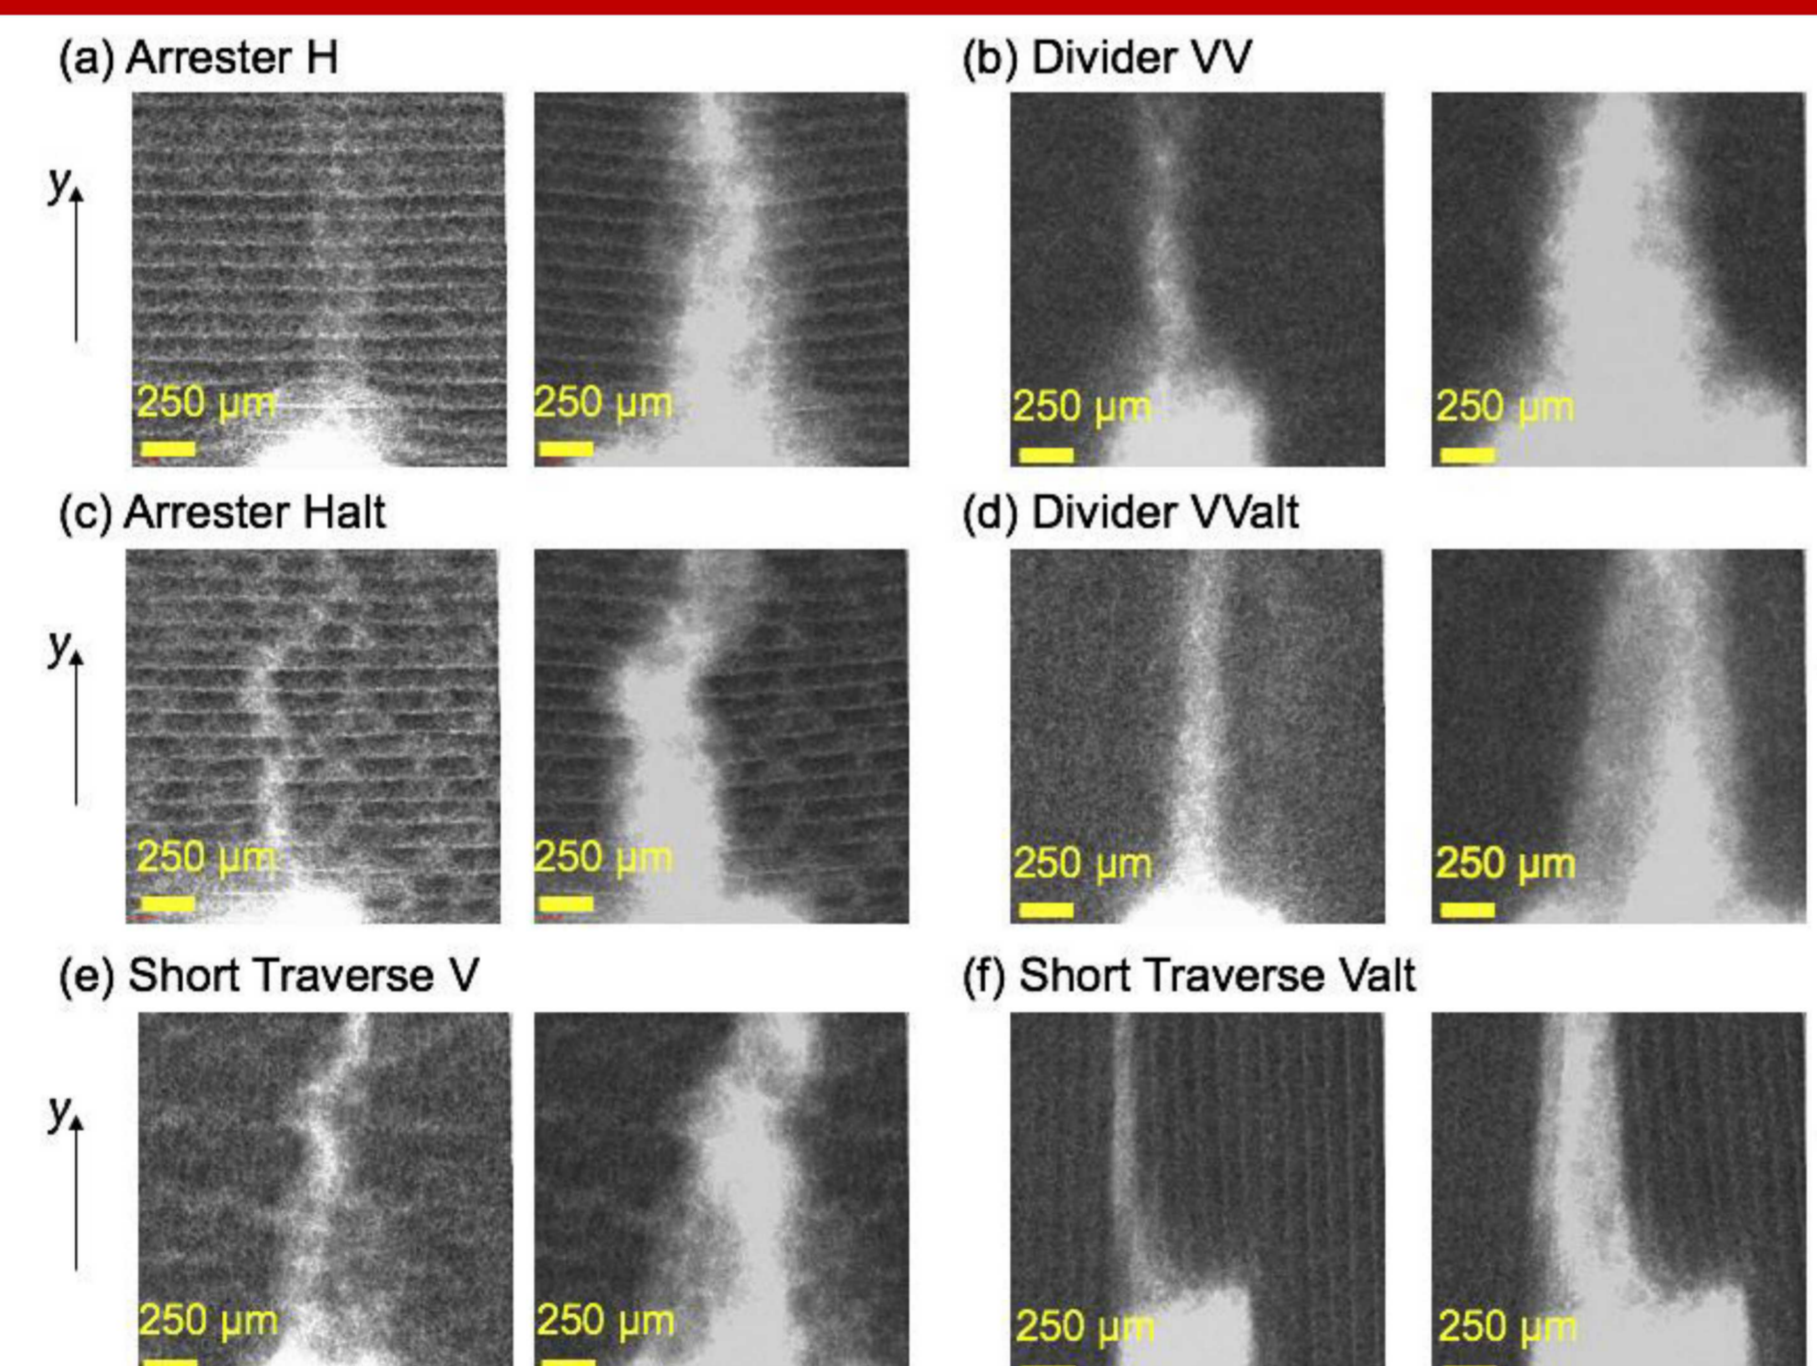 (a) Arrester H
(b) Divider VV
y
250 µm
250 µm
250 µm
250 µm
(c) Arrester Halt
(d) Divider VValt
y
250 µm
250 µm
250 µm
250 µm
(e) Short Traverse V
(f) Short Traverse Valt
y
250 µm
250 µm
250 µm
250 µm